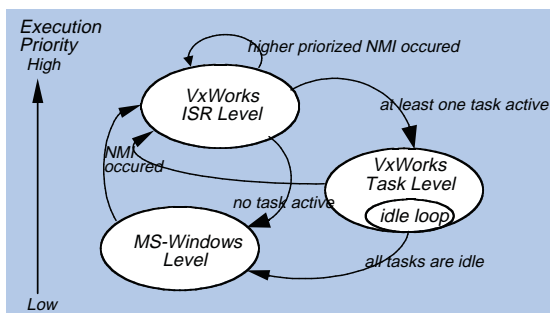 Execution
Priority
High
higher priorized NMI occured
VxWorks
ISR Level
at least one task active
NMI
occured
VxWorks
Task Level
idle loop
no task active
MS-Windows
Level
all tasks are idle
Low